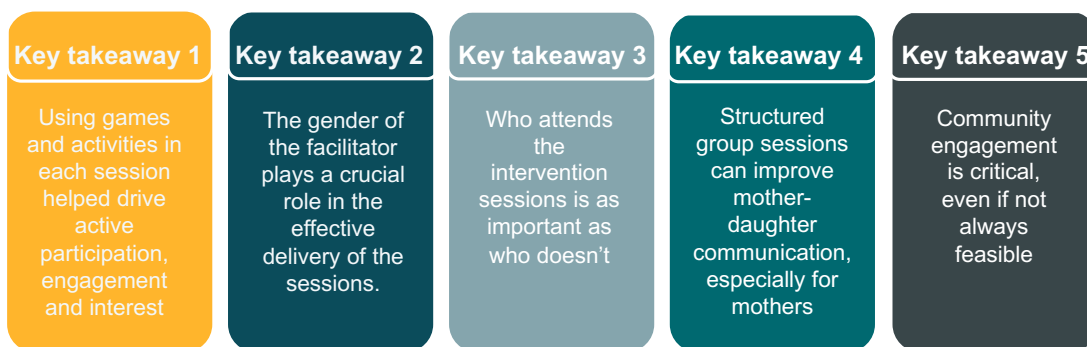 Key takeaway 1
Using games
and activities in
each session
helped drive
active
participation,
engagement
and interest
Key takeaway 2
The gender of
the facilitator
plays a crucial
role in the
effective
delivery of the
sessions.
Key takeaway 3
Who attends
the
intervention
sessions is as
important as
who doesn’t
Key takeaway 4
Structured
group sessions
can improve
mother-
daughter
communication,
especially for
mothers
Key takeaway 5
Community
engagement
is critical,
even if not
always
feasible